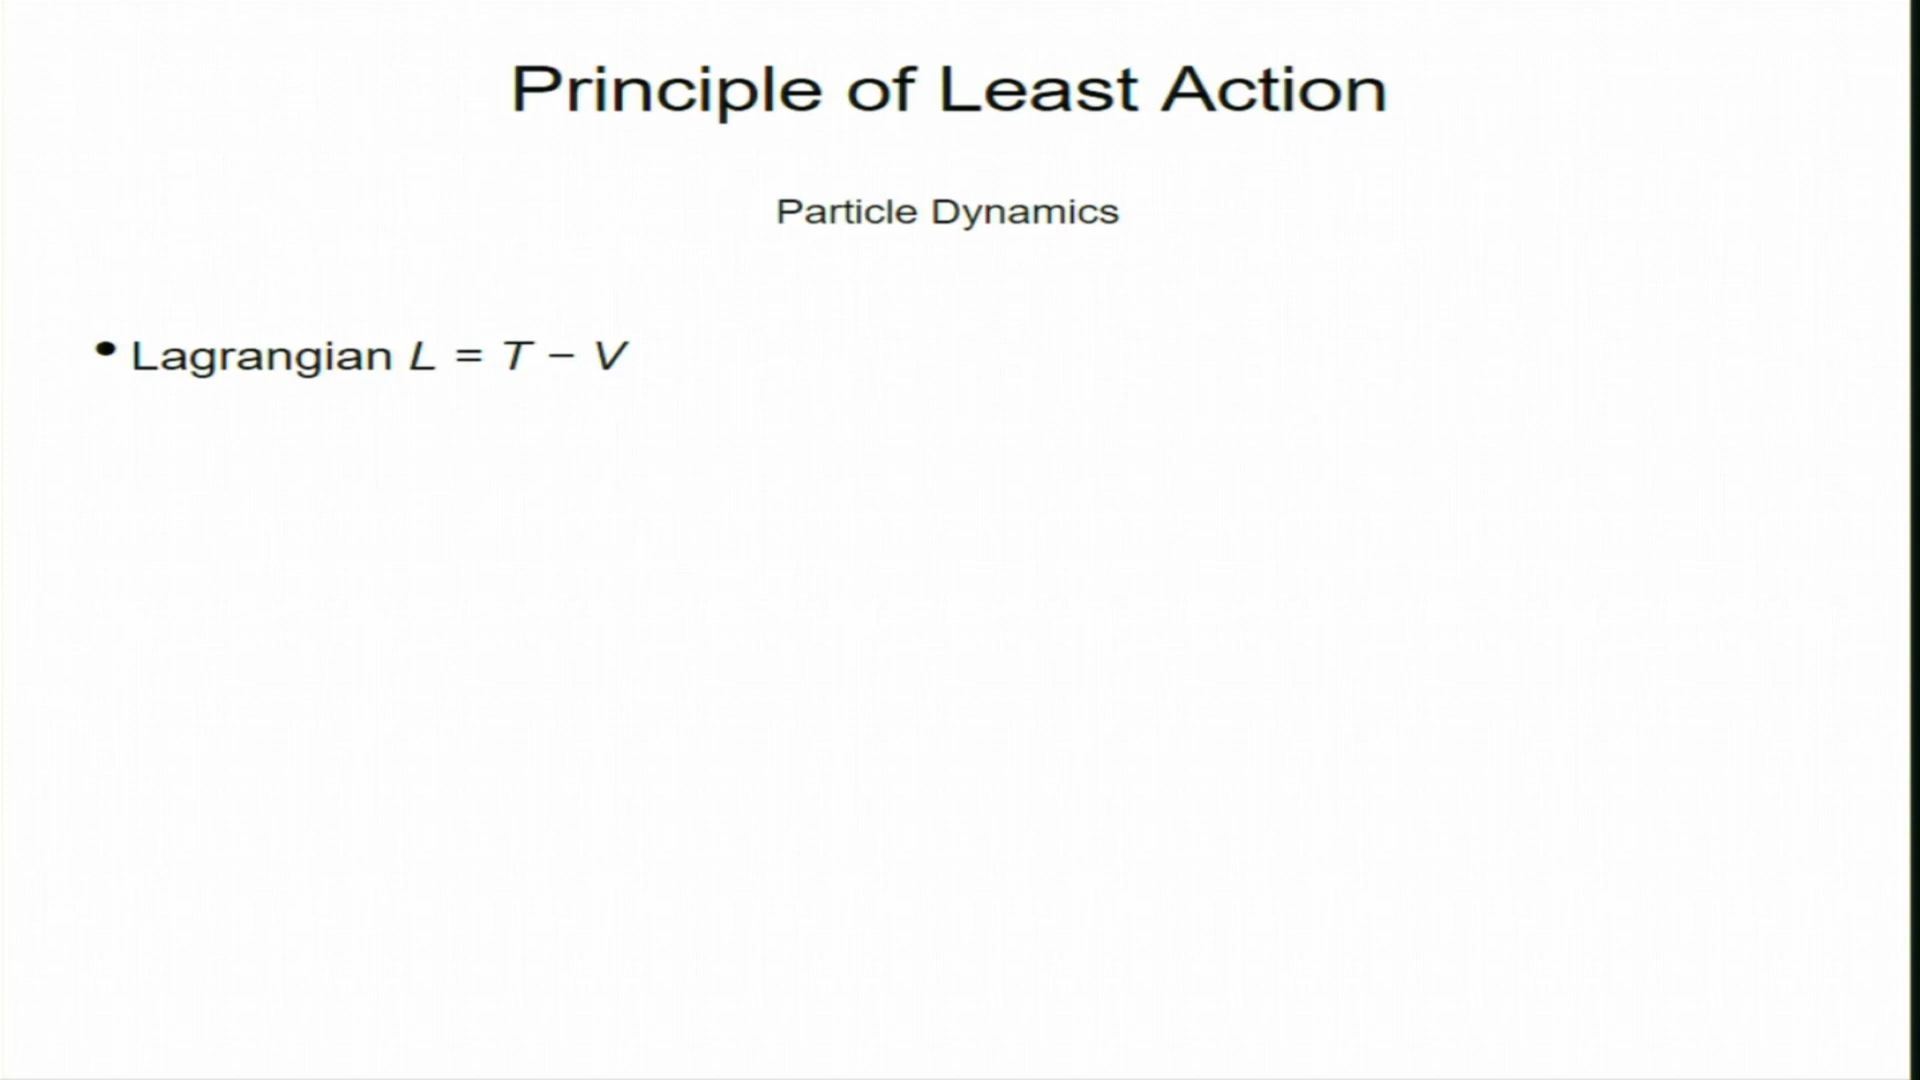 Principle of Least Action
Particle Dynamics
• Lagrangian L = T − V